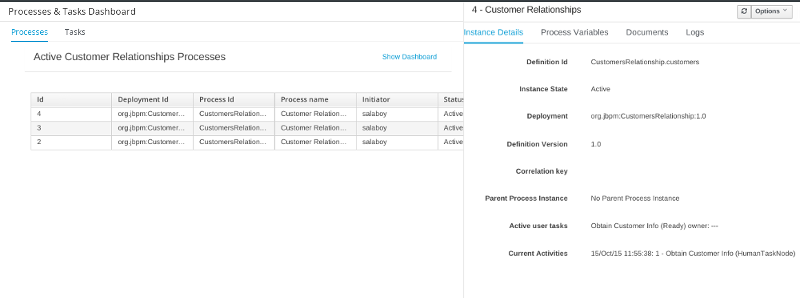 Processes & Tasks Dashboard
Processes Tasks
Active Customer Relationships Processes Show Dashboard
Id Deployment Id Process Id Process name Initiator Status
4 org.jbpm:Customer... CustomersRelation... Customer Relation... salaboy Active
3 org.jbpm:Customer... CustomersRelation... Customer Relation... salaboy Active
2 org.jbpm:Customer... CustomersRelation... Customer Relation... salaboy Active
4 - Customer Relationships Options
Instance Details Process Variables Documents Logs
Definition Id CustomersRelationship.customers
Instance State Active
Deployment org.jbpm:CustomersRelationship:1.0
Definition Version 1.0
Correlation key
Parent Process Instance No Parent Process Instance
Active user tasks Obtain Customer Info (Ready) owner: ---
Current Activities 15/Oct/15 11:55:38: 1 - Obtain Customer Info (HumanTaskNode)